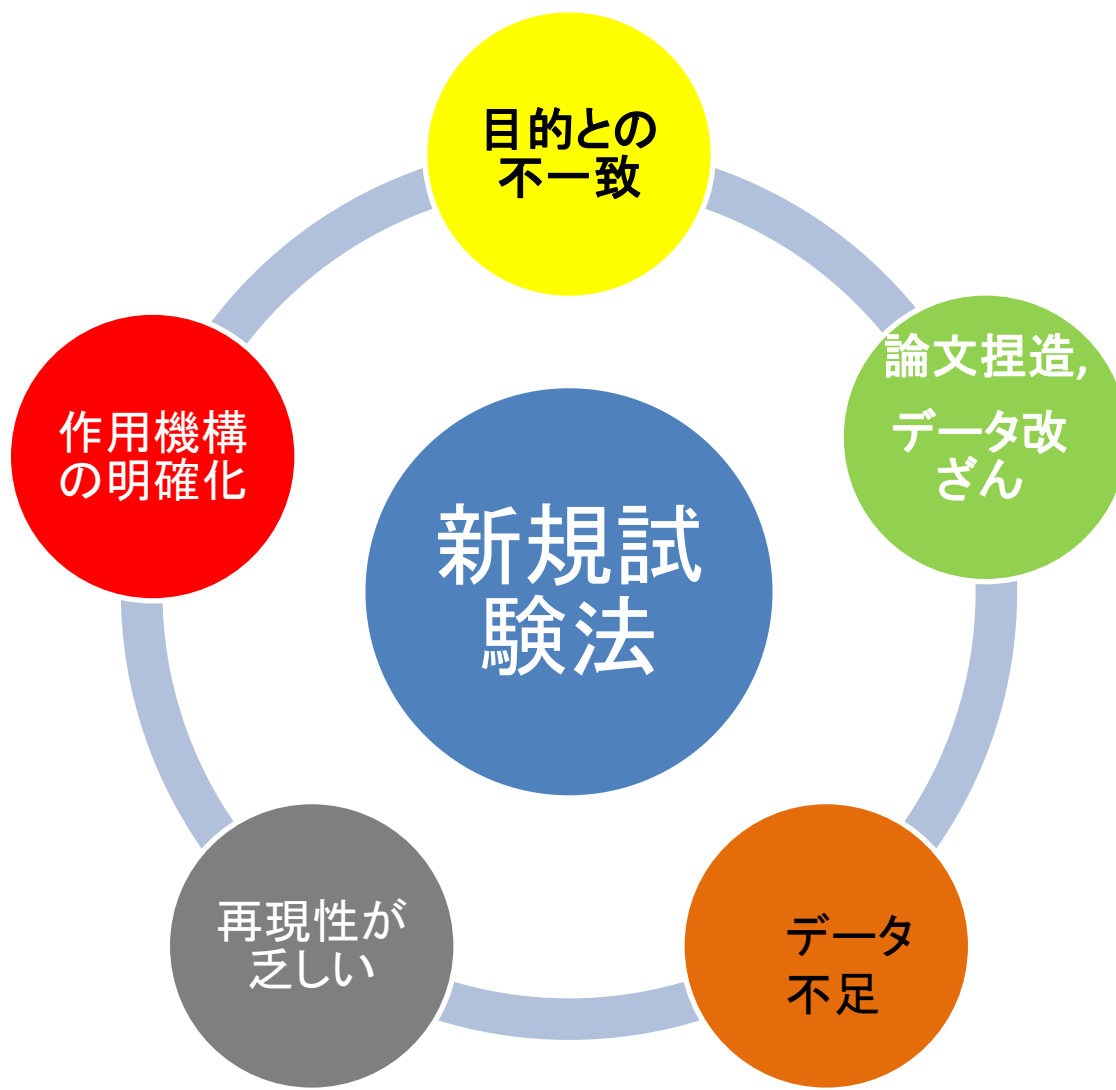 目的との
不一致
論文捏造,
データ改
ざん
作用機構
の明確化
新規試
験法
再現性が
乏しい
データ
不足